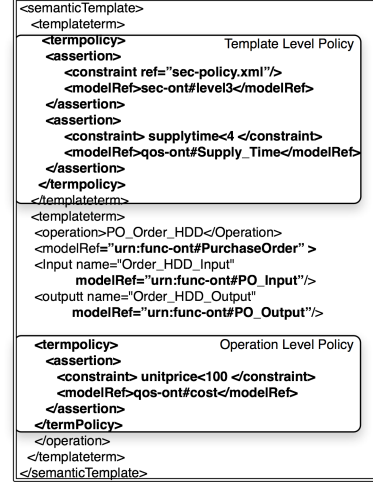 <semanticTemplate>
<templateterm>
<termpolicy> Template Level Policy
<assertion>
<constraint ref="sec-policy.xml"/>
<modelRef>sec-ont#level3</modelRef>
</assertion>
<assertion>
<constraint> supplytime<4 </constraint>
<modelRef>qos-ont#Supply_Time</modelRef>
</assertion>
</termpolicy>
</templateterm>
<templateterm>
<operation>PO_Order_HDD</Operation>
<modelRef="urn:func-ont#PurchaseOrder" >
<Input name="Order_HDD_Input"
modelRef="urn:func-ont#PO_Input"/>
<outputt name="Order_HDD_Output"
modelRef="urn:func-ont#PO_Output"/>
<termpolicy> Operation Level Policy
<assertion>
<constraint> unitprice<100 </constraint>
<modelRef>qos-ont#cost</modelRef>
</assertion>
</termPolicy>
</operation>
</templateterm>
</semanticTemplate>